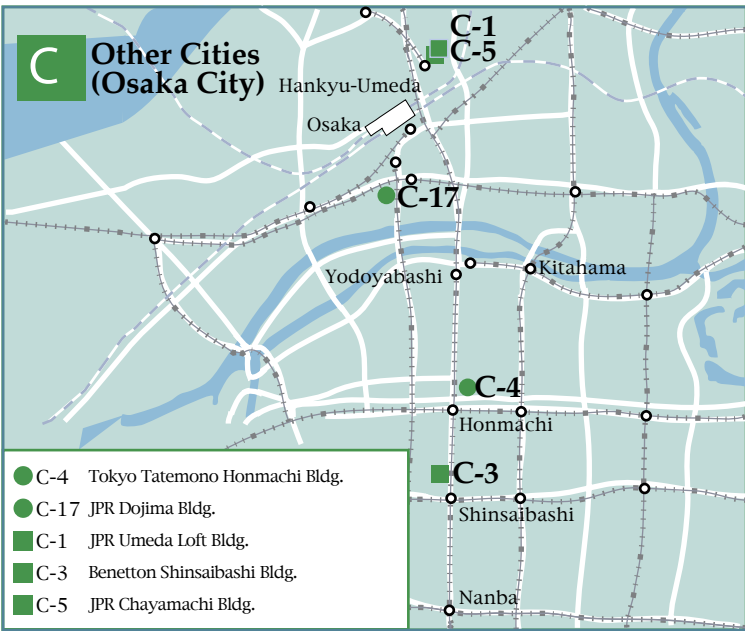 C
Other Cities
(Osaka City)
C-1
C-5
Hankyu-Umeda
Osaka
C-17
Yodoyabashi
Kitahama
C-4
Honmachi
C-3
Shinsaibashi
Nanba
C-4 Tokyo Tatemono Honmachi Bldg.
C-17 JPR Dojima Bldg.
C-1 JPR Umeda Loft Bldg.
C-3 Benetton Shinsaibashi Bldg.
C-5 JPR Chayamachi Bldg.